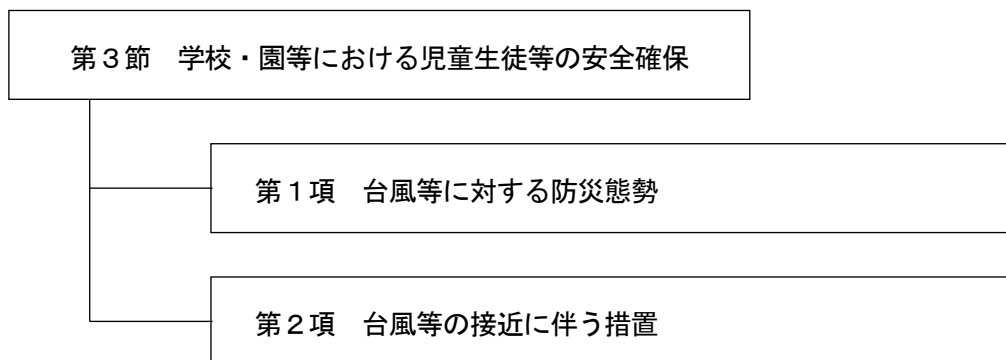 第３節　学校・園等における児童生徒等の安全確保
第１項　台風等に対する防災態勢
第２項　台風等の接近に伴う措置